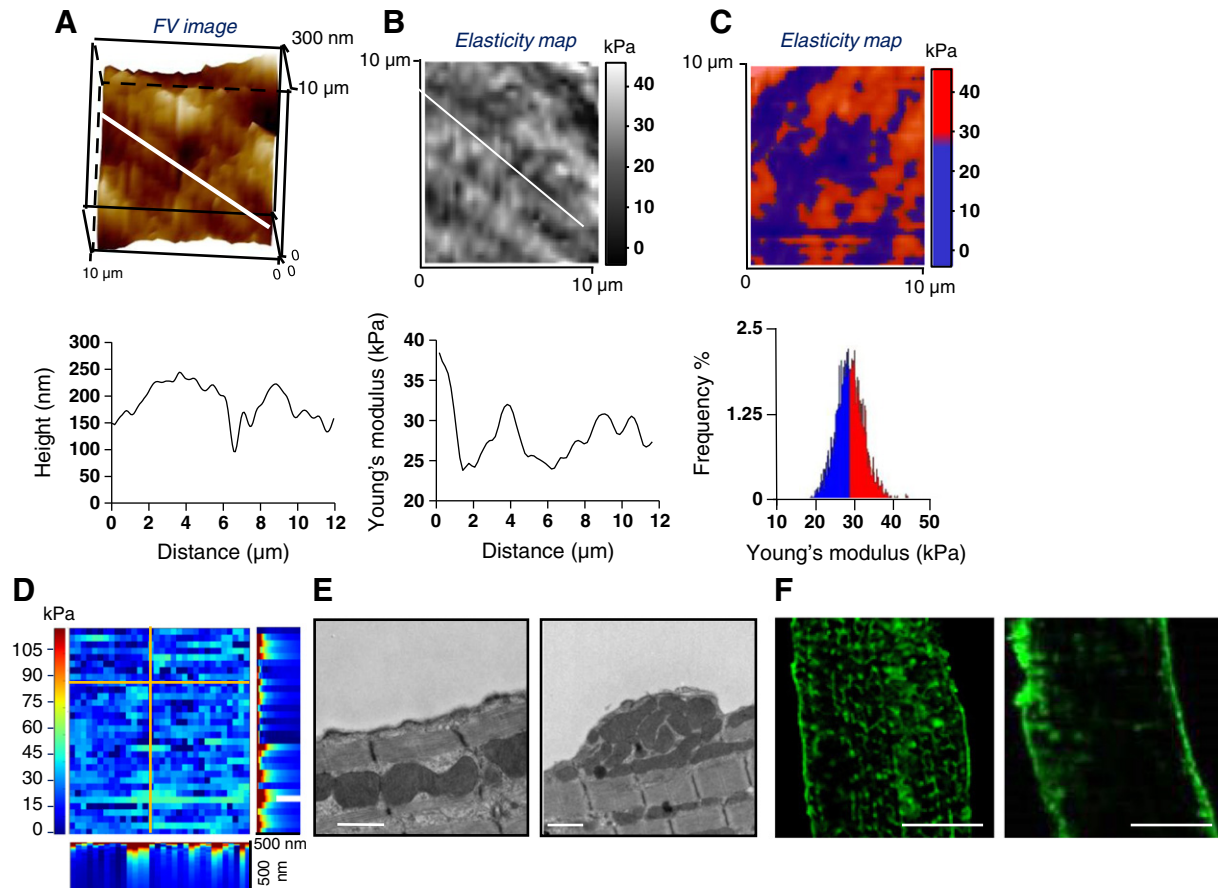 A
FV image
300 nm
10 µm
10 µm
0
0
0
B
Elasticity map
kPa
10 µm
40
30
20
10
0
0
10 µm
C
Elasticity map
kPa
10 µm
40
30
20
10
0
0
10 µm
Height (nm)
300
250
200
150
100
50
0
0 2 4 6 8 10 12
Distance (µm)
Young's modulus (kPa)
40
35
30
25
20
0 2 4 6 8 10 12
Distance (µm)
Frequency %
2.5
1.25
0
10 20 30 40 50
Young's modulus (kPa)
D
kPa
105
90
75
60
45
30
15
0
500 nm
500
nm
E
F